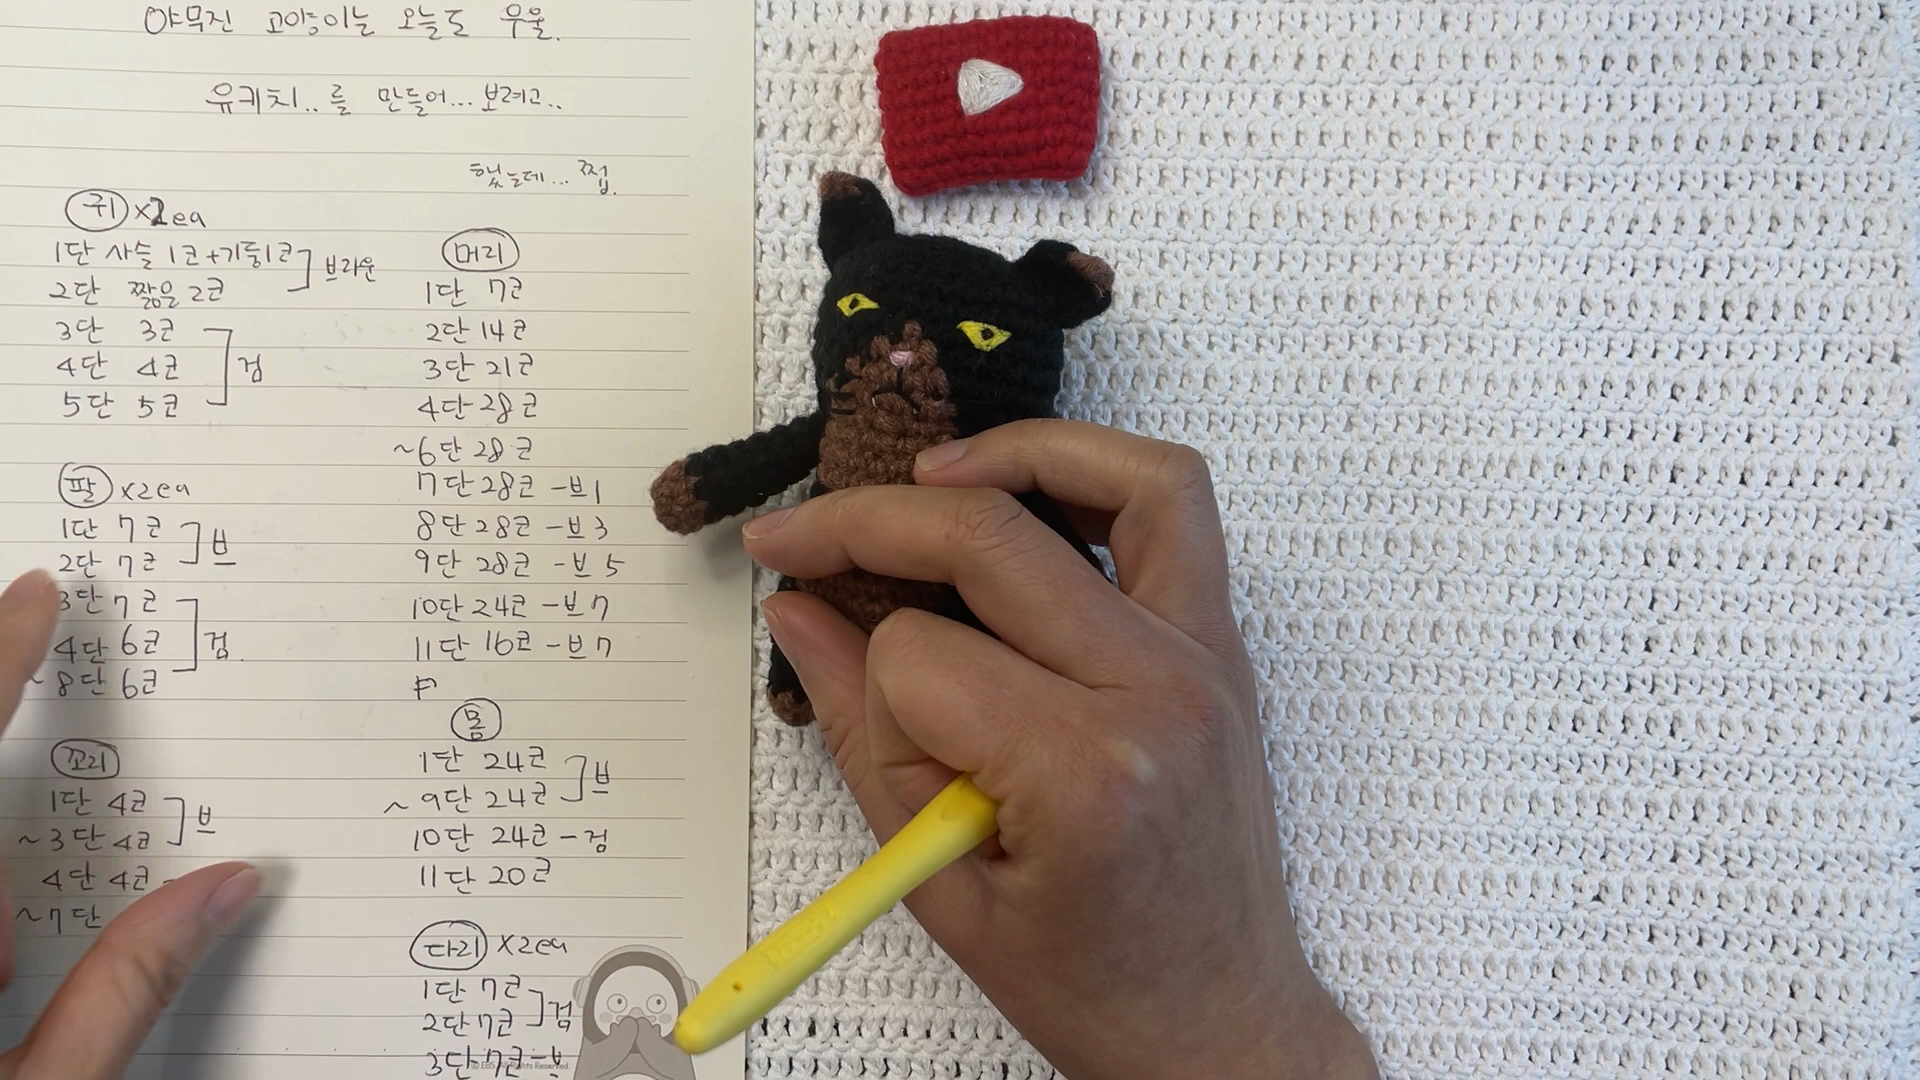 야무진 고양이는 오늘도 우울.
유키치.. 를 만들어... 보려고..
했는데... 쩝.
귀 x2ea
1단 사슬 1코+기둥1코
2단 짧은 2코
브라운
3단 3코
4단 4코
5단 5코
검
팔 x2ea
1단 7코
2단 7코
브
3단 7코
4단 6코
~8단 6코
검
꼬리
1단 4코
~3단 4코
브
4단 4코 -
~7단
머리
1단 7코
2단 14코
3단 21코
4단 28코
~6단 28코
7단 28코 -브1
8단 28코 -브3
9단 28코 -브5
10단 24코 -브7
11단 16코 -브7
F
몸
1단 24코
~9단 24코
브
10단 24코 -검
11단 20코
다리 x2ea
1단 7코
2단 7코
검
3단 7코 -브
© EBS All Rights Reserved.